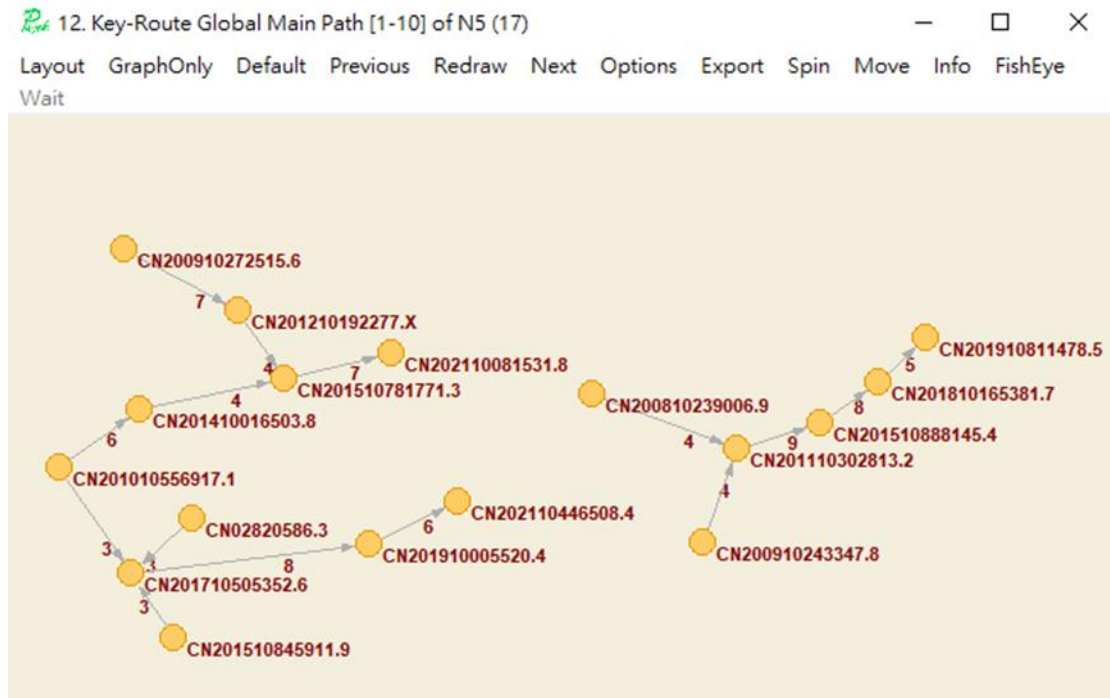 12. Key-Route Global Main Path [1-10] of N5 (17)
Layout GraphOnly Default Previous Redraw Next Options Export Spin Move Info FishEye
Wait
CN200910272515.6
7
CN201210192277.X
4
CN202110081531.8
7
CN201510781771.3
4
CN201410016503.8
6
CN201010556917.1
CN02820586.3
3
3
CN201710505352.6
8
CN201910005520.4
6
CN202110446508.4
3
CN201510845911.9
CN200810239006.9
4
CN201110302813.2
9
CN201510888145.4
8
CN201810165381.7
5
CN201910811478.5
4
CN200910243347.8